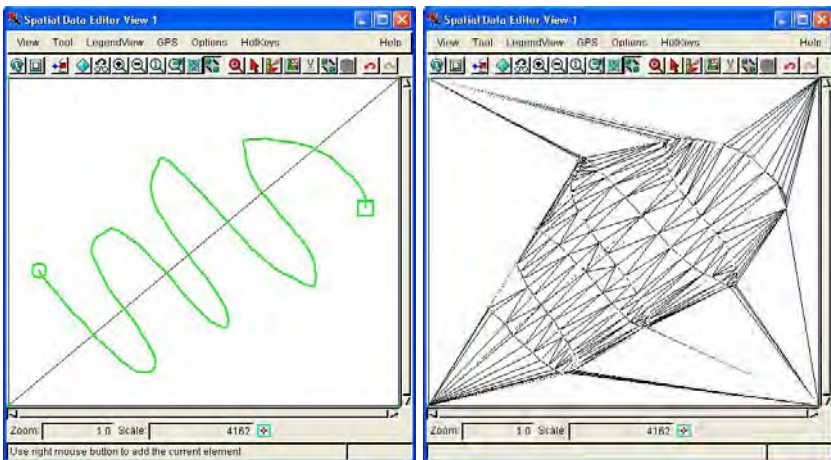 Spatial Data Editor View 1
View Tool LegendView GPS Options HotKeys Help
Zoom: 1.0 Scale: 4162
Use right mouse button to add the current element
Spatial Data Editor View 1
View Tool LegendView GPS Options HotKeys Help
Zoom: 1.0 Scale: 4162